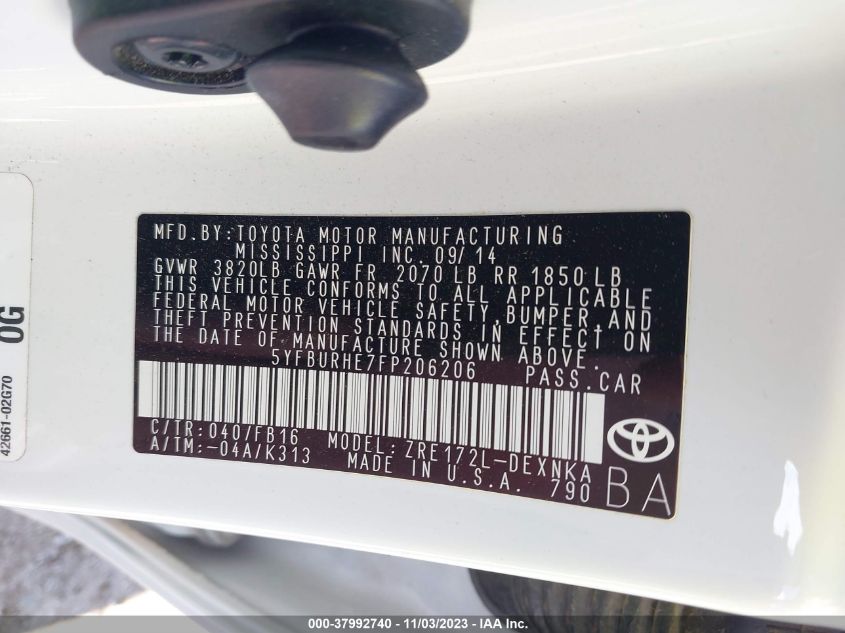 MFD. BY: TOYOTA MOTOR MANUFACTURING
MISSISSIPPI INC. 09/14
GVWR 3820LB GAWR FR 2070 LB RR 1850 LB
THIS VEHICLE CONFORMS TO ALL APPLICABLE
FEDERAL MOTOR VEHICLE SAFETY, BUMPER, AND
THEFT PREVENTION STANDARDS IN EFFECT ON
THE DATE OF MANUFACTURE SHOWN ABOVE.
5YFBURHE7FP206206 PASS. CAR
C/TR: 040/FB16 MODEL: ZRE172L-DEXNKA
A/TM: -04A/K313 MADE IN U.S.A. 790
BA
0G
42661-02G70
000-37992740 - 11/03/2023 - IAA Inc.